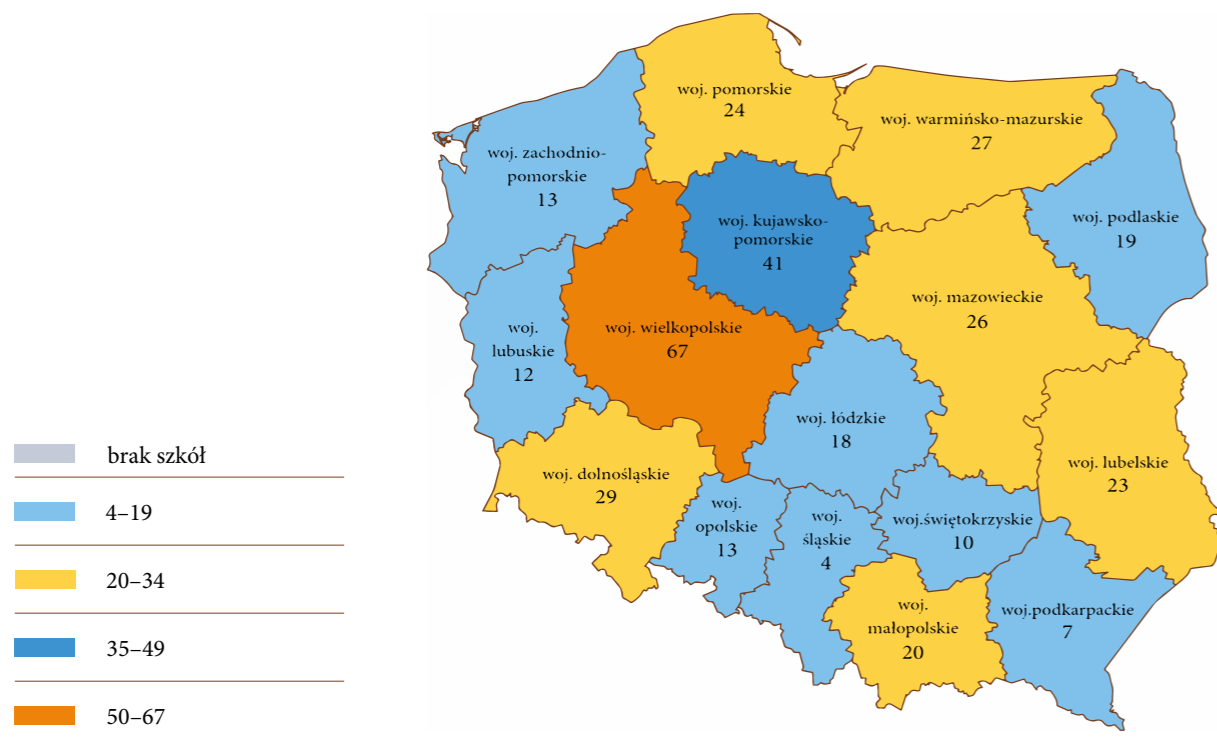 woj. pomorskie
24
woj. warmińsko-mazurskie
27
woj. zachodnio-
pomorskie
13
woj. podlaskie
19
woj. kujawsko-
pomorskie
41
woj. mazowieckie
26
woj. wielkopolskie
67
woj.
lubuskie
12
woj. łódzkie
18
woj. lubelskie
23
woj. dolnośląskie
29
woj.
opolskie
13
woj.
śląskie
4
woj.świętokrzyskie
10
woj.
małopolskie
20
woj.podkarpackie
7
brak szkół
4–19
20–34
35–49
50–67